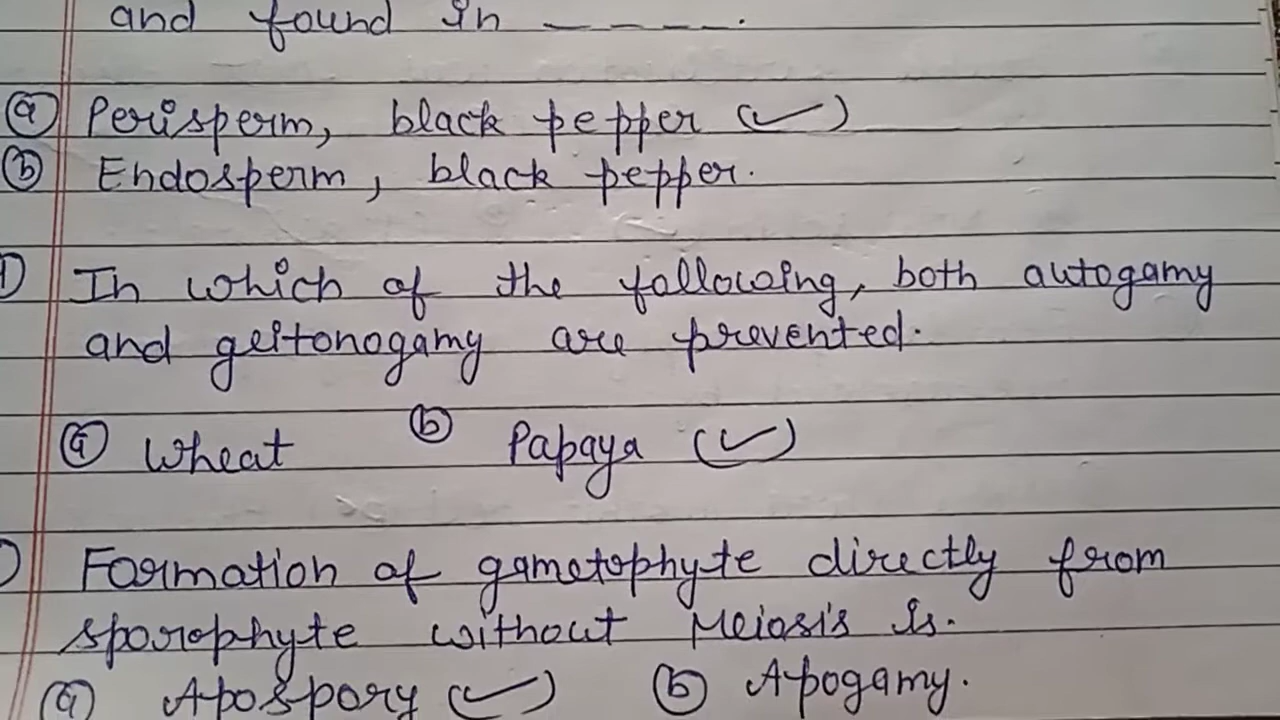 and found in ----.
(a) Perisperm, black pepper (✓)
(b) Endosperm, black pepper.
In which of the following, both autogamy
and geitonogamy are prevented.
(a) Wheat (b) Papaya (✓)
Formation of gametophyte directly from
sporophyte without Meiosis is.
(a) Apospory (✓) (b) Apogamy.